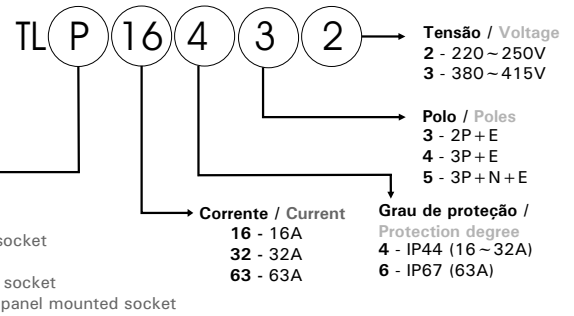 TL P 16 4 3 2
Tensão / Voltage
2 - 220~250V
3 - 380~415V
Polo / Poles
3 - 2P+E
4 - 3P+E
5 - 3P+N+E
Grau de proteção /
Protection degree
4 - IP44 (16~32A)
6 - IP67 (63A)
Corrente / Current
16 - 16A
32 - 32A
63 - 63A
socket
socket
panel mounted socket